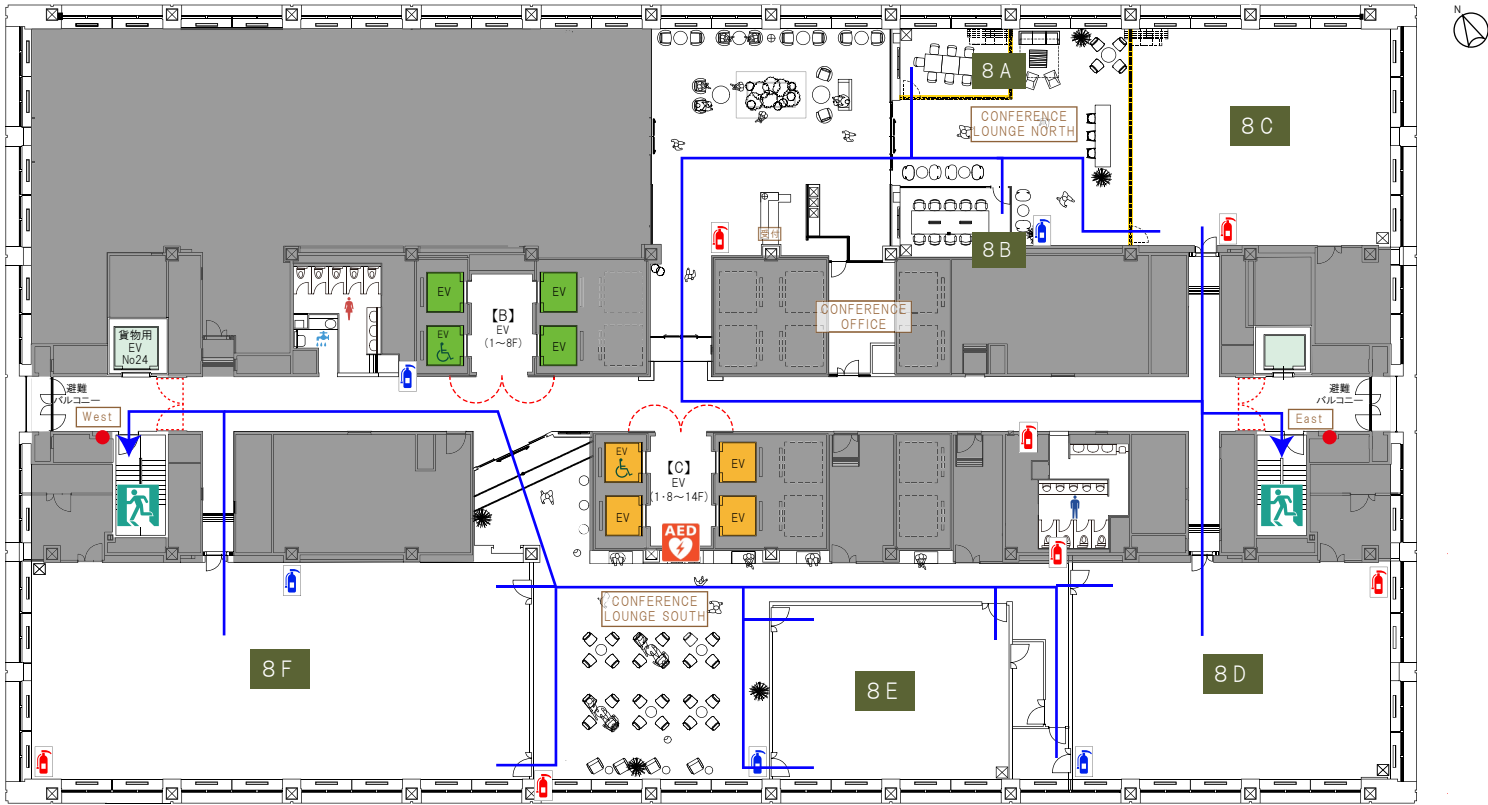 N
8A
CONFERENCE
LOUNGE NORTH
8C
受付
8B
EV
EV
【B】
EV
(1~8F)
EV
EV
CONFERENCE
OFFICE
貨物用
EV
No24
避難
バルコニー
West
避難
バルコニー
East
EV
EV
【C】
EV
(1·8~14F)
EV
EV
AED
CONFERENCE
LOUNGE SOUTH
8F
8E
8D